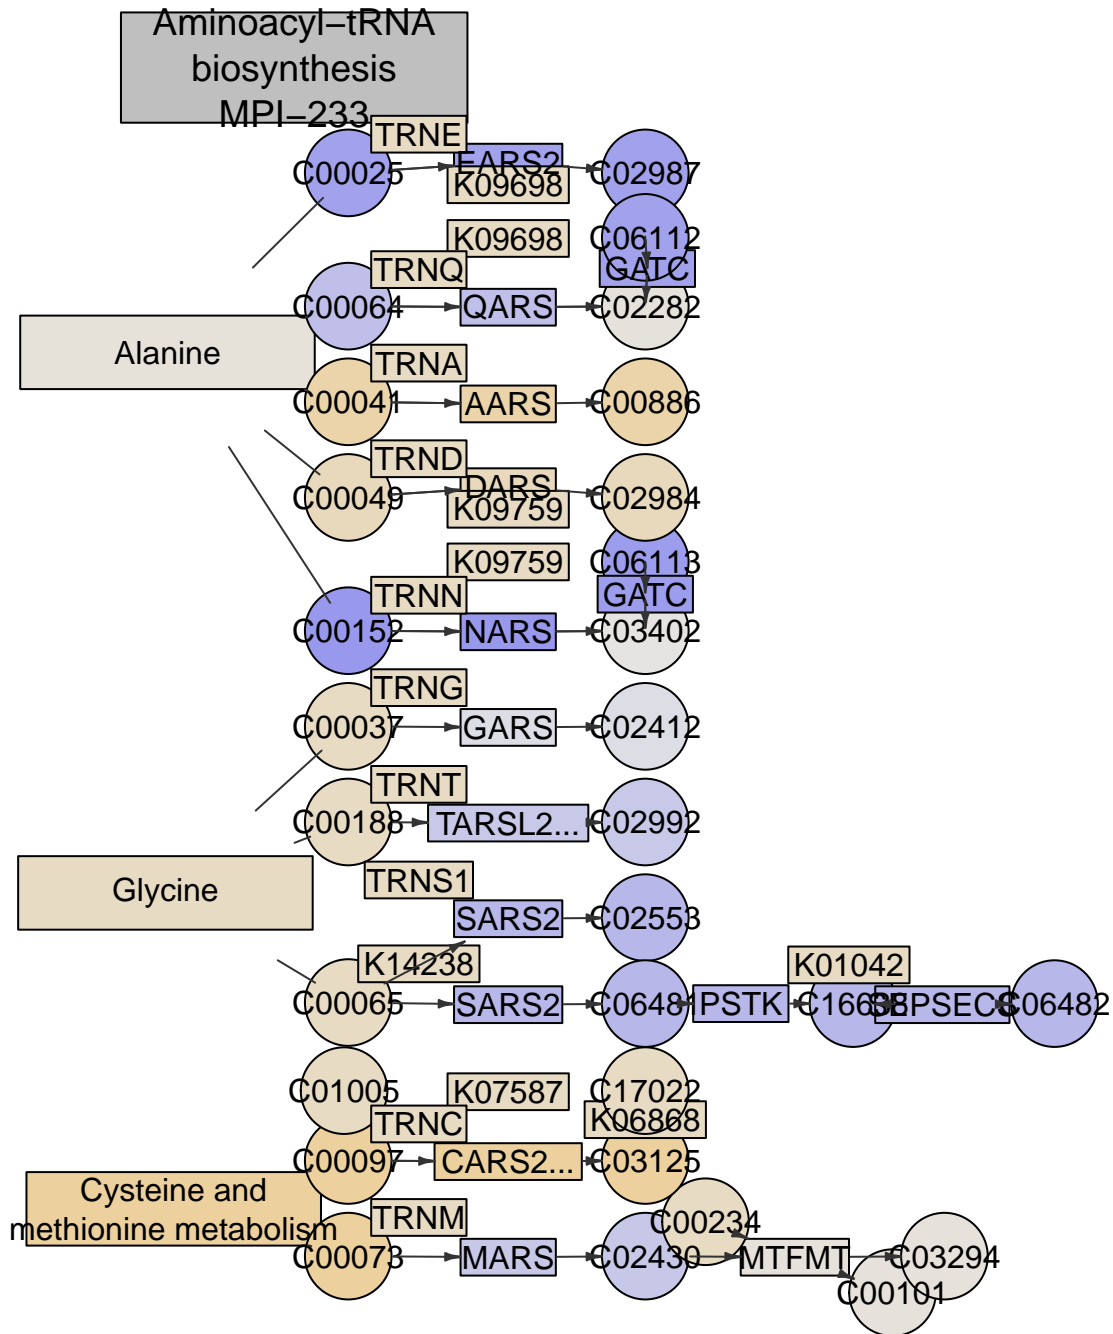 Aminoacyl−tRNA
biosynthesis
MPI−233
TRNE
C00025
EARS2
C02987
K09698
K09698
C06112
TRNQ
GATC
C00064
QARS
C02282
Alanine
TRNA
C00041
AARS
C00886
TRND
C00049
DARS
C02984
K09759
K09759
C06113
TRNN
GATC
C00152
NARS
C03402
TRNG
C00037
GARS
C02412
TRNT
C00188
TARSL2...
C02992
Glycine
TRNS1
SARS2
C02553
K14238
K01042
C00065
SARS2
C06481
PSTK
SEPSECS
C06482
C01005
K07587
C17022
TRNC
K06868
C00097
CARS2...
C03125
Cysteine and
methionine metabolism
TRNM
C00234
C00073
MARS
C02430
MTFMT
C03294
C00101